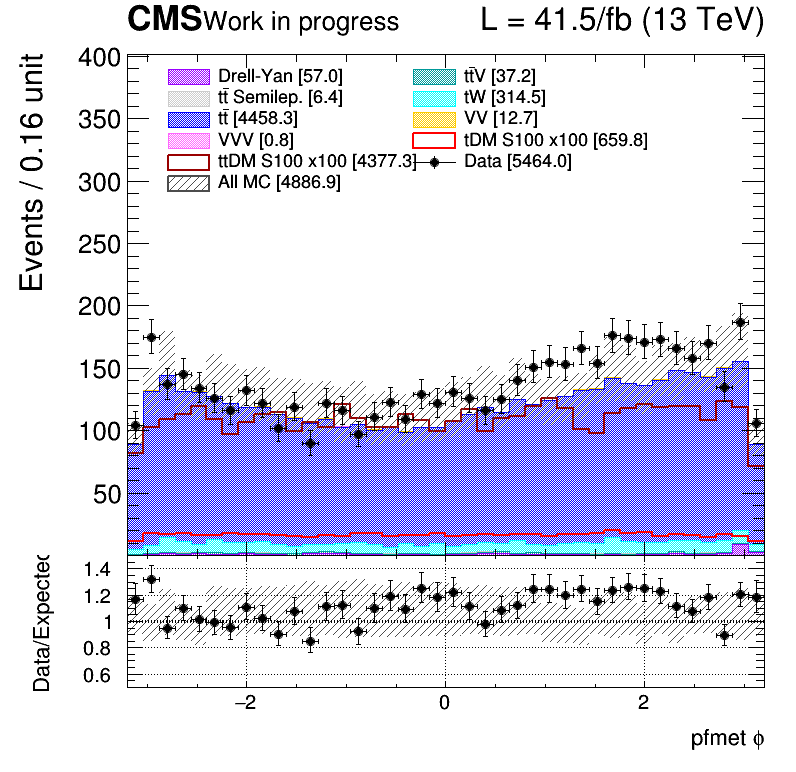 CMS Work in progress L = 41.5/fb (13 TeV)
Events / 0.16 unit
400
350
300
250
200
150
100
50
Drell-Yan [57.0] tt̄V [37.2]
tt̄ Semilep. [6.4] tW [314.5]
tt̄ [4458.3] VV [12.7]
VVV [0.8] tDM S100 x100 [659.8]
ttDM S100 x100 [4377.3] Data [5464.0]
All MC [4886.9]
Data/Expected
1.4
1.2
1
0.8
0.6
−2 0 2
pfmet ϕ